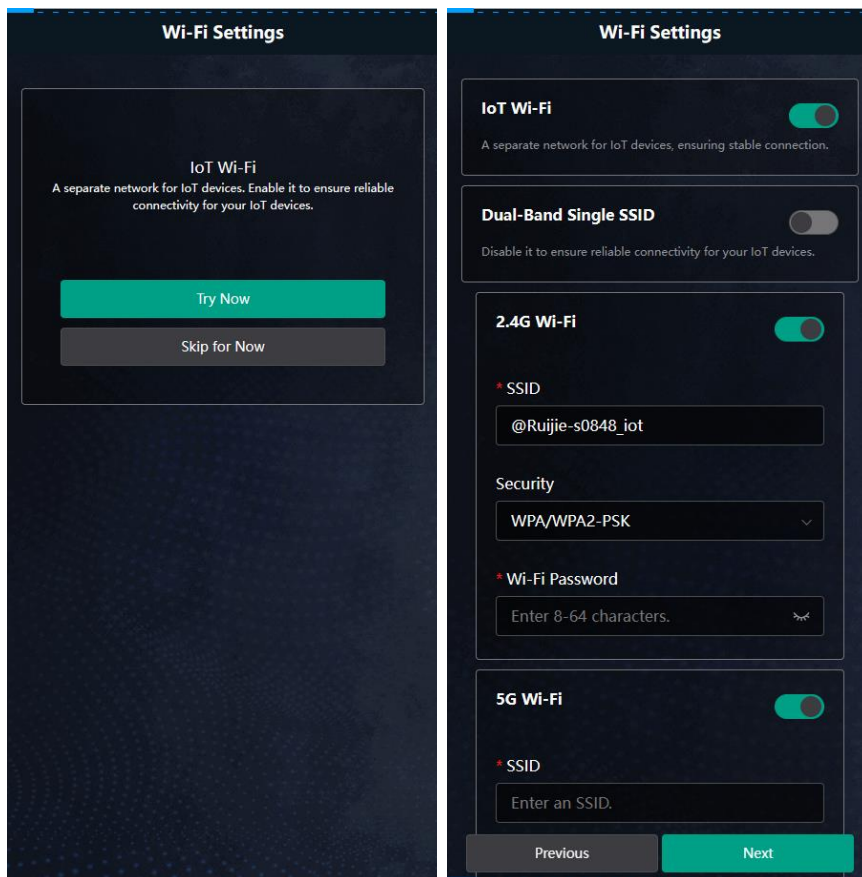 Wi-Fi Settings
IoT Wi-Fi
A separate network for IoT devices. Enable it to ensure reliable
connectivity for your IoT devices.
Try Now
Skip for Now
Wi-Fi Settings
IoT Wi-Fi
A separate network for IoT devices, ensuring stable connection.
Dual-Band Single SSID
Disable it to ensure reliable connectivity for your IoT devices.
2.4G Wi-Fi
* SSID
@Ruijie-s0848_iot
Security
WPA/WPA2-PSK
* Wi-Fi Password
Enter 8-64 characters.
5G Wi-Fi
* SSID
Enter an SSID.
Previous
Next